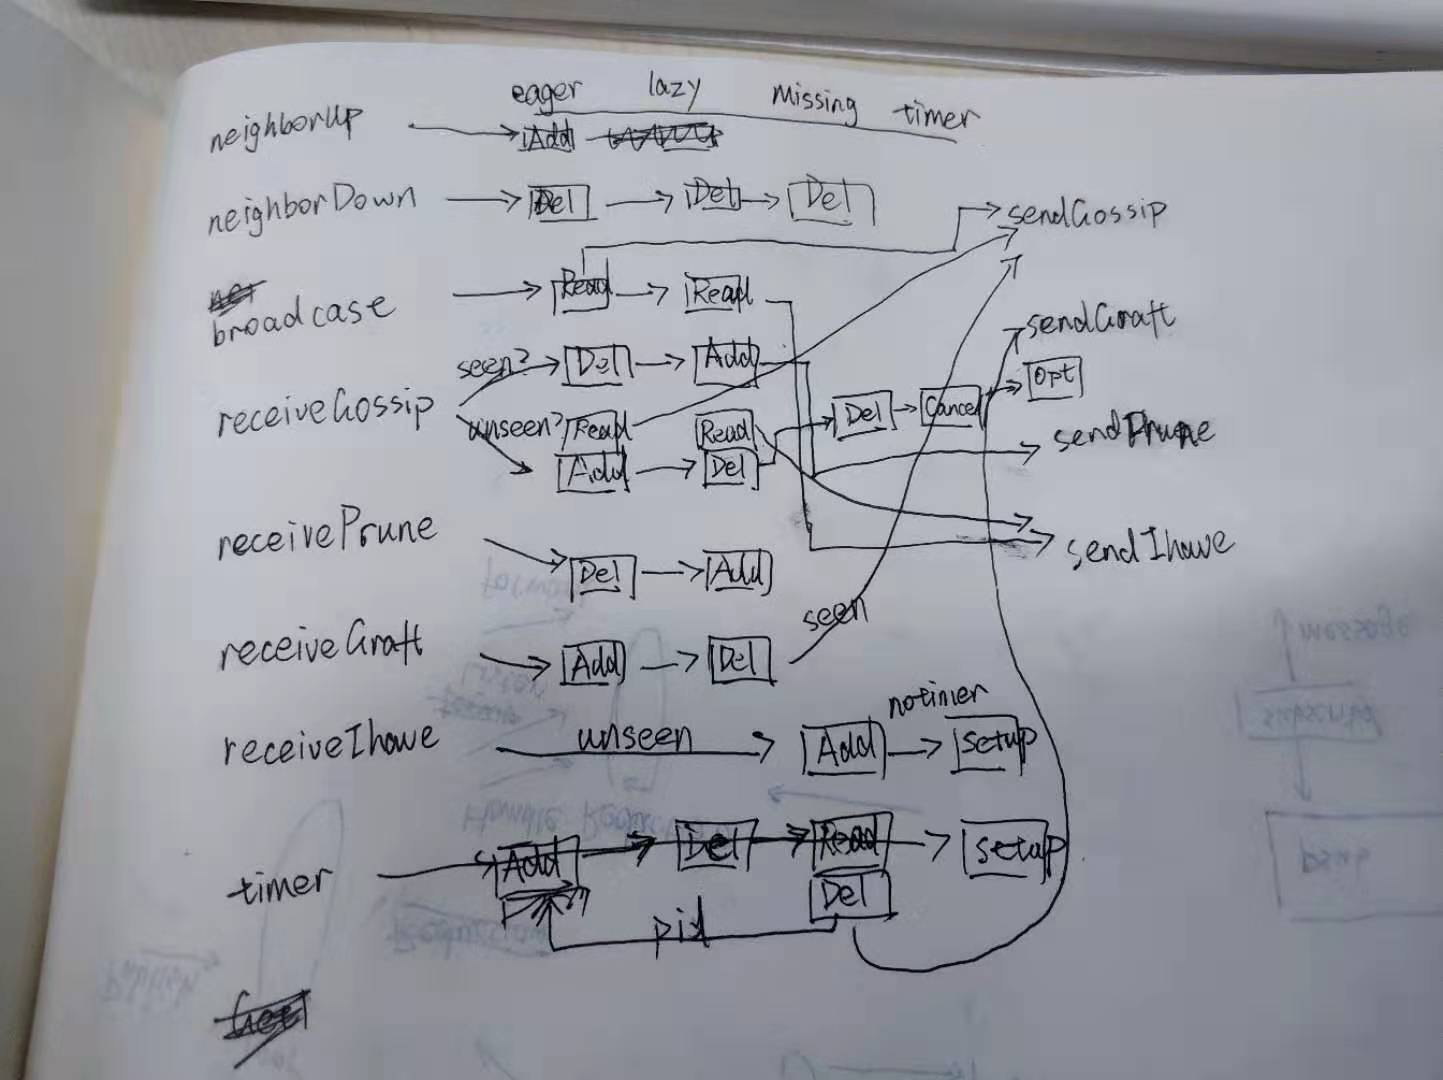 eager lazy Missing timer
neighborUp Add
neighborDown Del Del Del
sendGossip
broadcase Read Read
sendGraft
seen? Del Add
Opt
receiveGossip Del Cancel
unseen? Read Read
sendPrune
Add Del
receivePrune Del Add
sendIhave
seen
receiveGraft Add Del
notimer
receiveIhave unseen Add setup
timer Add Del Read setup
Del
pid